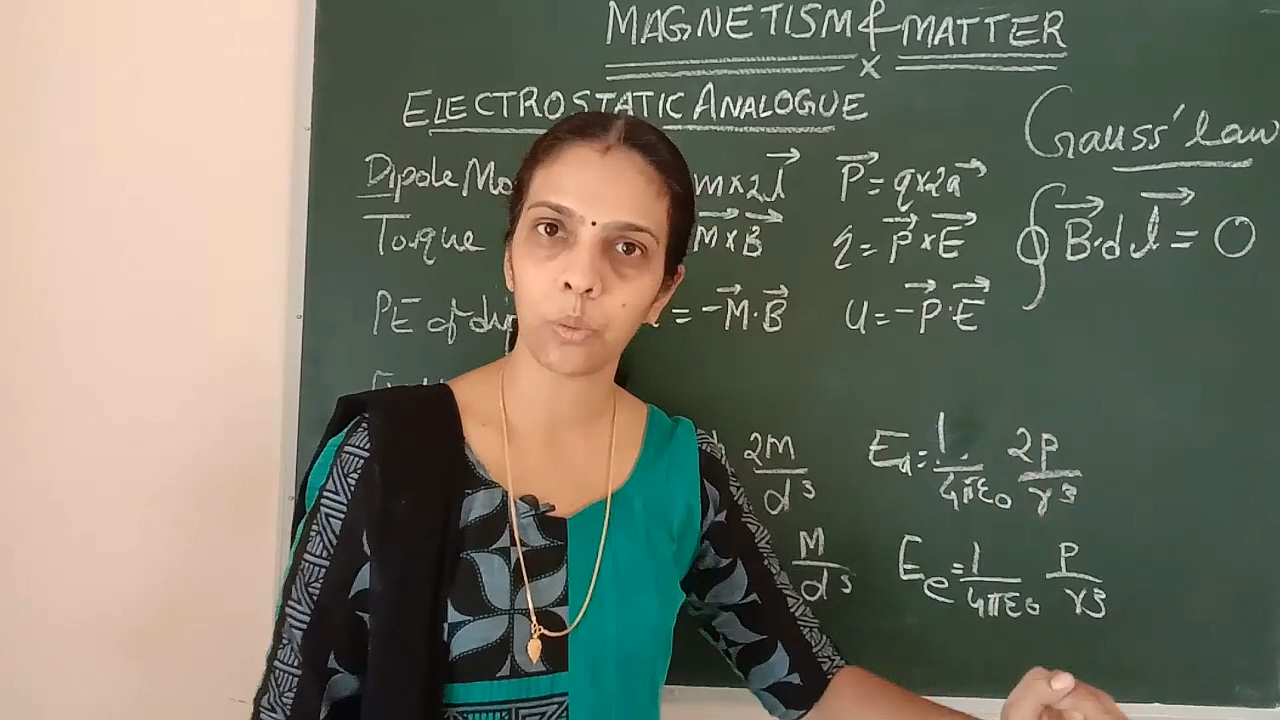 MAGNETISM & MATTER
x
ELECTROSTATIC ANALOGUE
Gauss' law
Dipole Mo m×2l⃗ P⃗=q×2a⃗
Torque M⃗×B⃗ τ=P⃗×E⃗
∮B⃗·dl⃗=0
PE of dip =-M⃗·B⃗ U=-P⃗·E⃗
2M/d³ Ea=1/4πε₀ 2p/r³
M/d³ Ee=1/4πε₀ P/r³